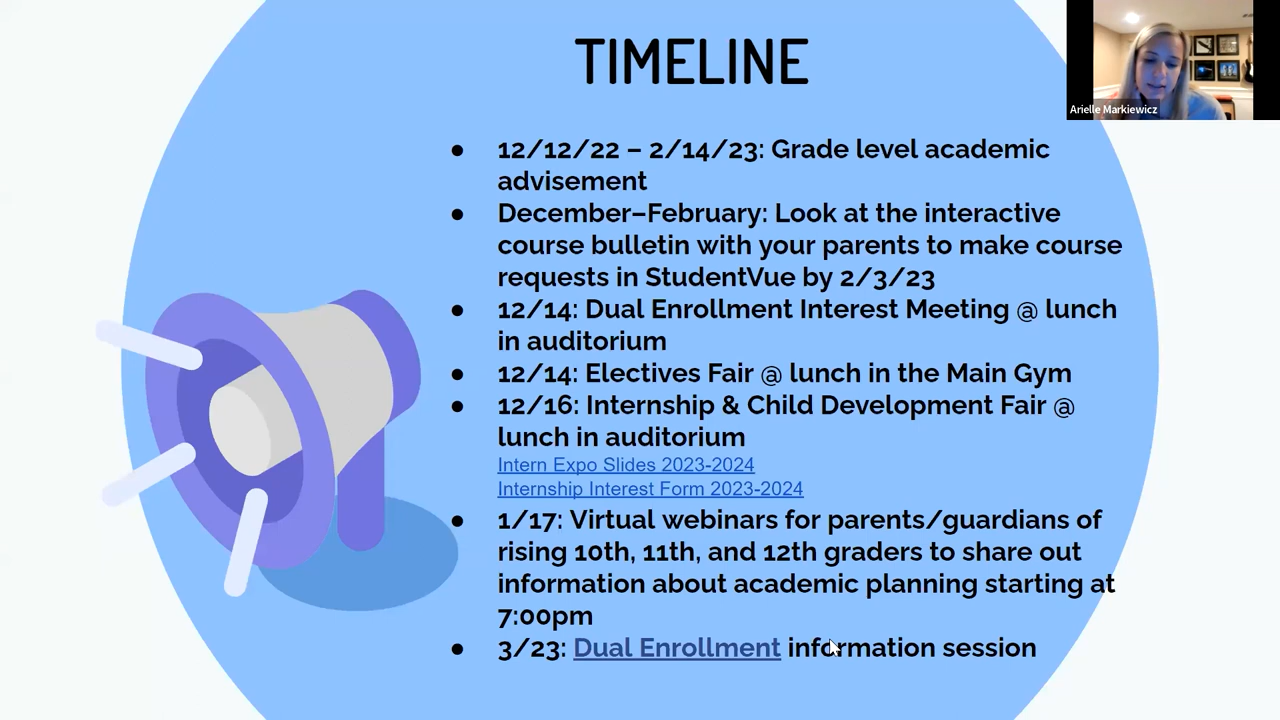 TIMELINE
Arielle Markiewicz
● 12/12/22 – 2/14/23: Grade level academic
advisement
● December–February: Look at the interactive
course bulletin with your parents to make course
requests in StudentVue by 2/3/23
● 12/14: Dual Enrollment Interest Meeting @ lunch
in auditorium
● 12/14: Electives Fair @ lunch in the Main Gym
● 12/16: Internship & Child Development Fair @
lunch in auditorium
Intern Expo Slides 2023-2024
Internship Interest Form 2023-2024
● 1/17: Virtual webinars for parents/guardians of
rising 10th, 11th, and 12th graders to share out
information about academic planning starting at
7:00pm
● 3/23: Dual Enrollment information session